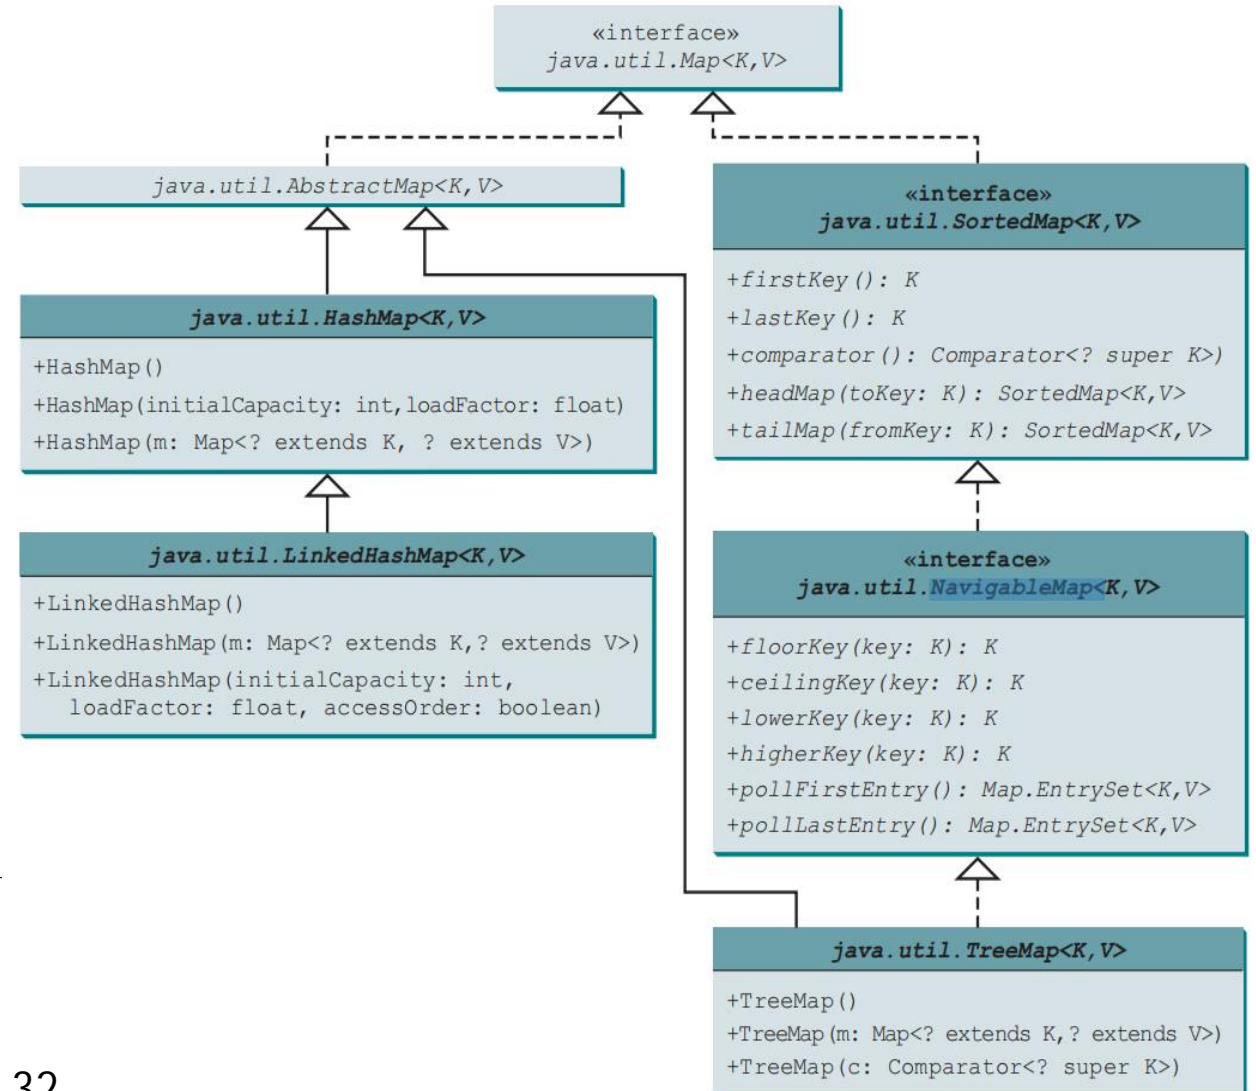 «interface»
java.util.Map<K,V>
java.util.AbstractMap<K,V>
java.util.HashMap<K,V>
+HashMap()
+HashMap(initialCapacity: int,loadFactor: float)
+HashMap(m: Map<? extends K, ? extends V>)
java.util.LinkedHashMap<K,V>
+LinkedHashMap()
+LinkedHashMap(m: Map<? extends K,? extends V>)
+LinkedHashMap(initialCapacity: int,
loadFactor: float, accessOrder: boolean)
«interface»
java.util.SortedMap<K,V>
+firstKey(): K
+lastKey(): K
+comparator(): Comparator<? super K>)
+headMap(toKey: K): SortedMap<K,V>
+tailMap(fromKey: K): SortedMap<K,V>
«interface»
java.util.NavigableMap<K,V>
+floorKey(key: K): K
+ceilingKey(key: K): K
+lowerKey(key: K): K
+higherKey(key: K): K
+pollFirstEntry(): Map.EntrySet<K,V>
+pollLastEntry(): Map.EntrySet<K,V>
java.util.TreeMap<K,V>
+TreeMap()
+TreeMap(m: Map<? extends K,? extends V>)
+TreeMap(c: Comparator<? super K>)
32